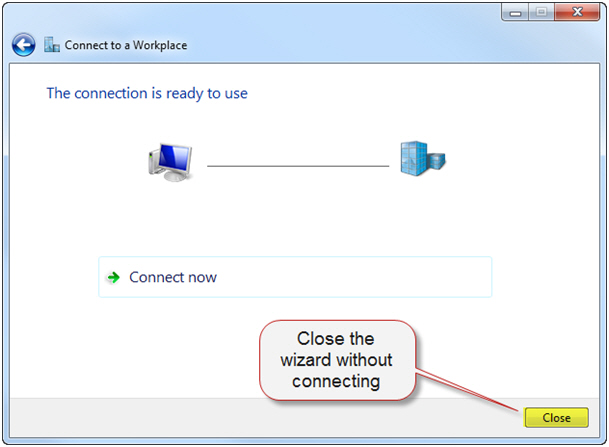 Connect to a Workplace
The connection is ready to use
Connect now
Close the
wizard without
connecting
Close